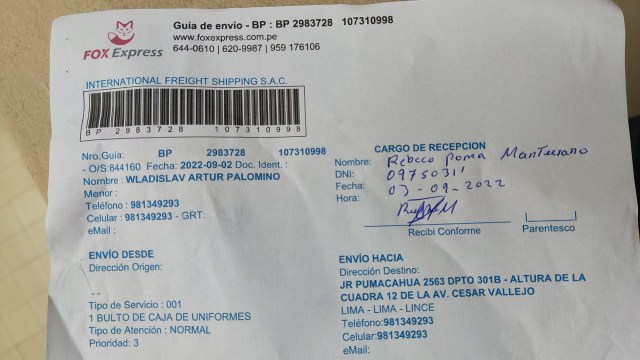 Guía de envío - BP : BP 2983728 107310998
www.foxexpress.com.pe
644-0610 | 620-9987 | 959 176106
FOX Express
INTERNATIONAL FREIGHT SHIPPING S.A.C.
BP 2983728 107310998
Nro.Guia: BP 2983728 107310998
- O/S:844160 Fecha: 2022-09-02 Doc. Ident. :
Nombre : WLADISLAV ARTUR PALOMINO
Menor :
Teléfono : 981349293
Celular : 981349293 - GRT:
eMail :
CARGO DE RECEPCION
Nombre: Rebeca Poma Manturano
DNI: 0975031
Fecha: 03-09-2022
Hora:
Recibi Conforme
Parentesco
ENVÍO DESDE
Dirección Origen:
- -
Tipo de Servicio : 001
1 BULTO DE CAJA DE UNIFORMES
Tipo de Atención : NORMAL
Prioridad: 3
ENVÍO HACIA
Dirección Destino:
JR PUMACAHUA 2563 DPTO 301B - ALTURA DE LA
CUADRA 12 DE LA AV. CESAR VALLEJO
LIMA - LIMA - LINCE
Teléfono:981349293
Celular:981349293
eMail: